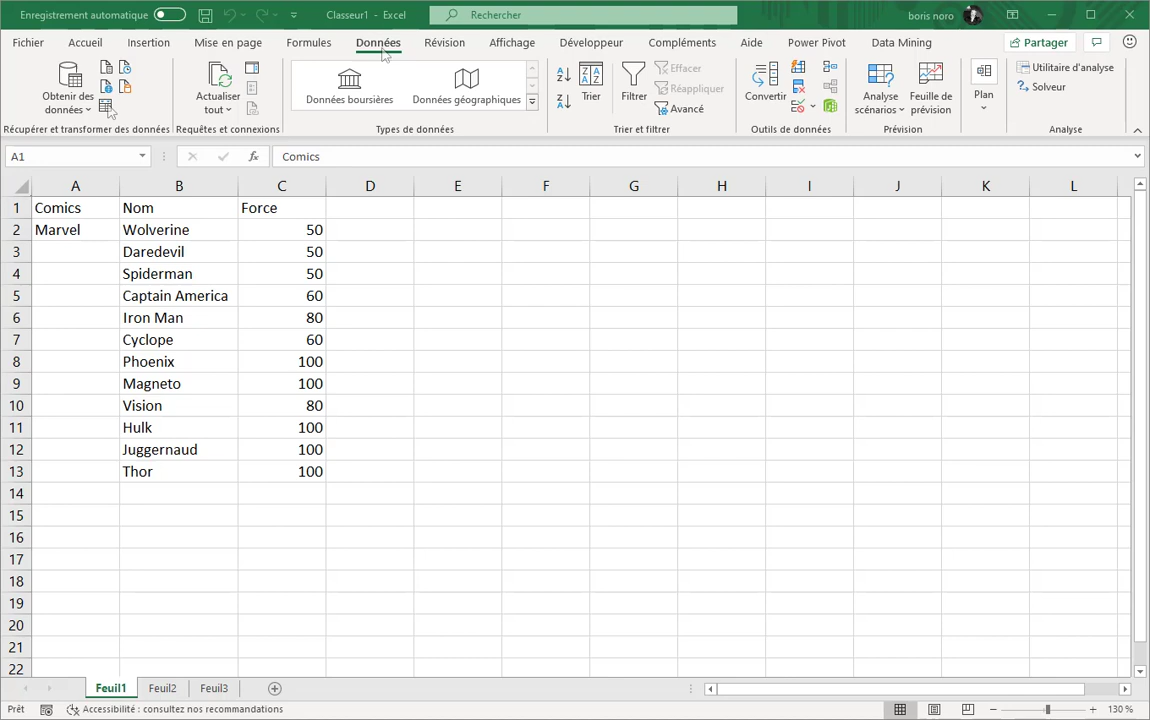 Enregistrement automatique
Classeur1 - Excel
Rechercher
boris noro
Fichier Accueil Insertion Mise en page Formules Données Révision Affichage Développeur Compléments Aide Power Pivot Data Mining Partager
Obtenir des données
Récupérer et transformer des données
Actualiser tout
Requêtes et connexions
Données boursières
Données géographiques
Types de données
Trier
Filtrer
Effacer
Réappliquer
Avancé
Trier et filtrer
Convertir
Outils de données
Analyse scénarios
Feuille de prévision
Prévision
Plan
Utilitaire d'analyse
Solveur
Analyse
A1 fx Comics
A B C D E F G H I J K L
1 Comics Nom Force
2 Marvel Wolverine 50
3 Daredevil 50
4 Spiderman 50
5 Captain America 60
6 Iron Man 80
7 Cyclope 60
8 Phoenix 100
9 Magneto 100
10 Vision 80
11 Hulk 100
12 Juggernaud 100
13 Thor 100
14
15
16
17
18
19
20
21
22
Feuil1 Feuil2 Feuil3
Prêt Accessibilité : consultez nos recommandations 130 %